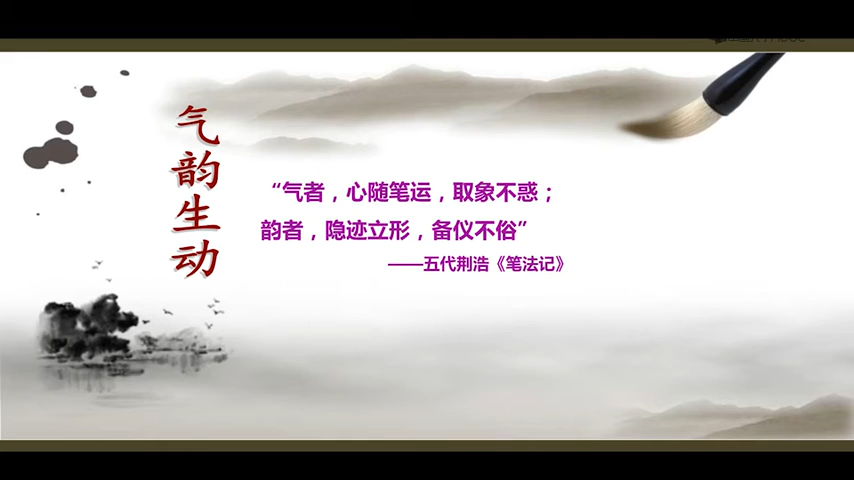 气韵生动
“气者，心随笔运，取象不惑；
韵者，隐迹立形，备仪不俗”
——五代荆浩《笔法记》